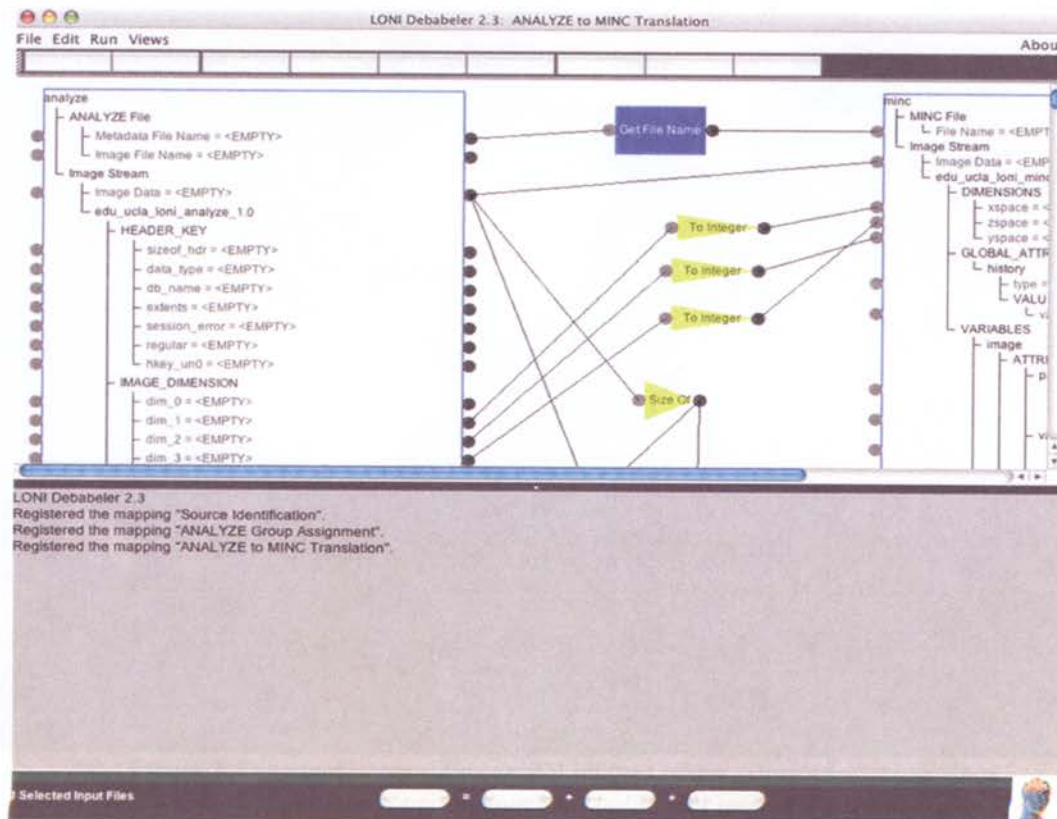 LONI Debabeler 2.3: ANALYZE to MINC Translation
File Edit Run Views
Abou
analyze
ANALYZE File
Metadata File Name = <EMPTY>
Image File Name = <EMPTY>
Image Stream
Image Data = <EMPTY>
edu_ucla_loni_analyze_1.0
HEADER_KEY
sizeof_hdr = <EMPTY>
data_type = <EMPTY>
db_name = <EMPTY>
extents = <EMPTY>
session_error = <EMPTY>
regular = <EMPTY>
hkey_un0 = <EMPTY>
IMAGE_DIMENSION
dim_0 = <EMPTY>
dim_1 = <EMPTY>
dim_2 = <EMPTY>
dim_3 = <EMPTY>
Get File Name
To Integer
To Integer
To Integer
Size Of
minc
MINC File
File Name = <EMPT
Image Stream
Image Data = <EMP
edu_ucla_loni_minc
DIMENSIONS
xspace = <
zspace = <
yspace = <
GLOBAL_ATTR
history
type =
VALU
va
VARIABLES
image
ATTRI
p
va
LONI Debabeler 2.3
Registered the mapping "Source Identification".
Registered the mapping "ANALYZE Group Assignment".
Registered the mapping "ANALYZE to MINC Translation".
Selected Input Files
= + +